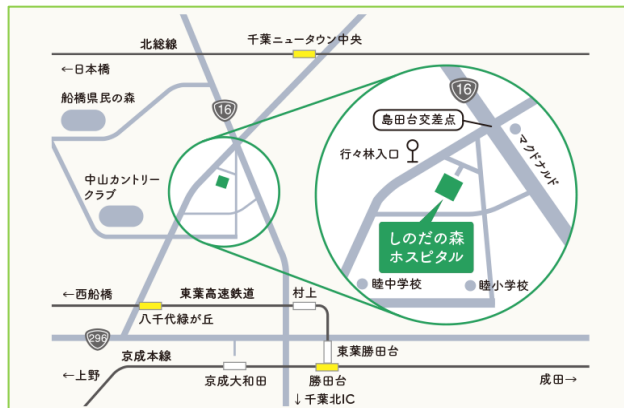 北総線
千葉ニュータウン中央
←日本橋
船橋県民の森
16
16
島田台交差点
マクドナルド
行々林入口
中山カントリー
クラブ
しのだの森
ホスピタル
睦中学校
睦小学校
←西船橋
東葉高速鉄道
村上
八千代緑が丘
296
京成本線
東葉勝田台
←上野
京成大和田
勝田台
成田→
↓千葉北IC